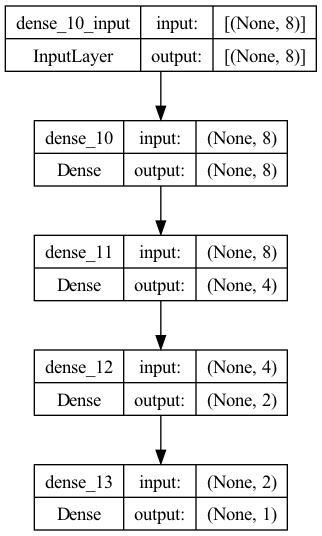 dense_10_input input: [(None, 8)]
InputLayer output: [(None, 8)]
dense_10 input: (None, 8)
Dense output: (None, 8)
dense_11 input: (None, 8)
Dense output: (None, 4)
dense_12 input: (None, 4)
Dense output: (None, 2)
dense_13 input: (None, 2)
Dense output: (None, 1)